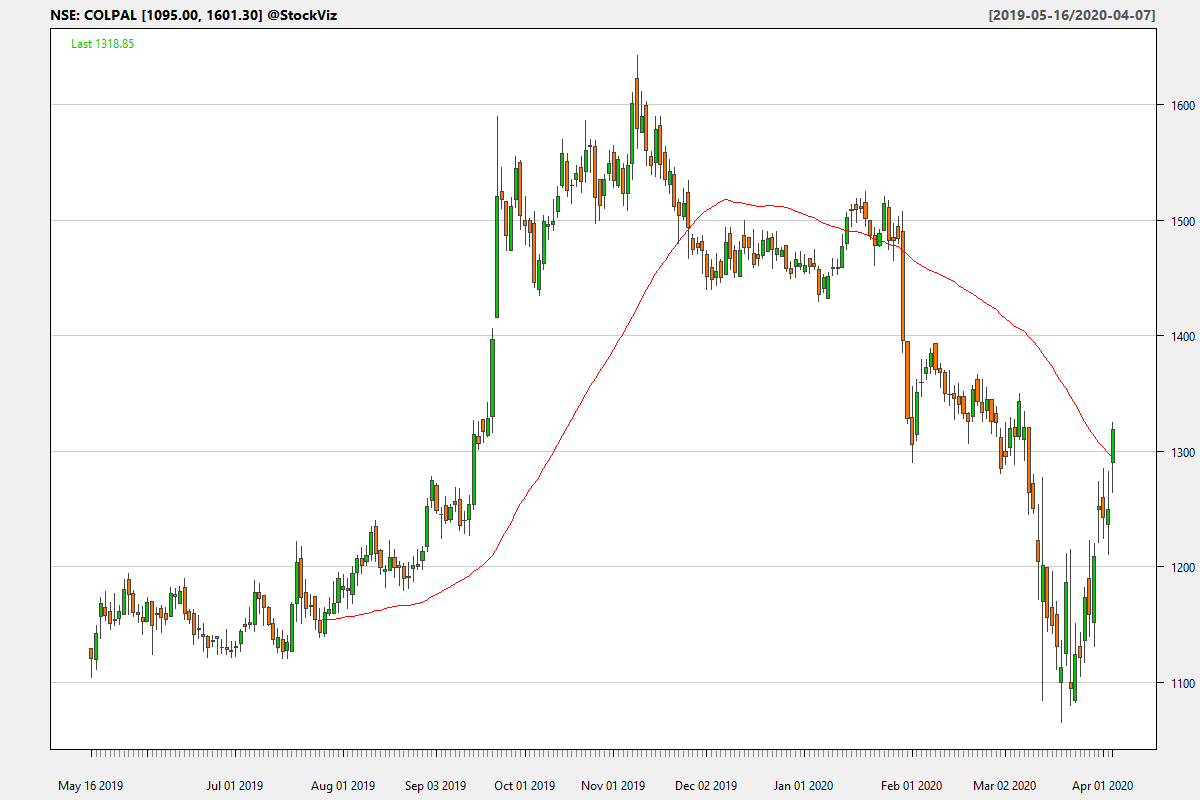 NSE: COLPAL [1095.00, 1601.30] @StockViz [2019-05-16/2020-04-07]
Last 1318.85
1600
1500
1400
1300
1200
1100
May 16 2019 Jul 01 2019 Aug 01 2019 Sep 03 2019 Oct 01 2019 Nov 01 2019 Dec 02 2019 Jan 01 2020 Feb 01 2020 Mar 02 2020 Apr 01 2020